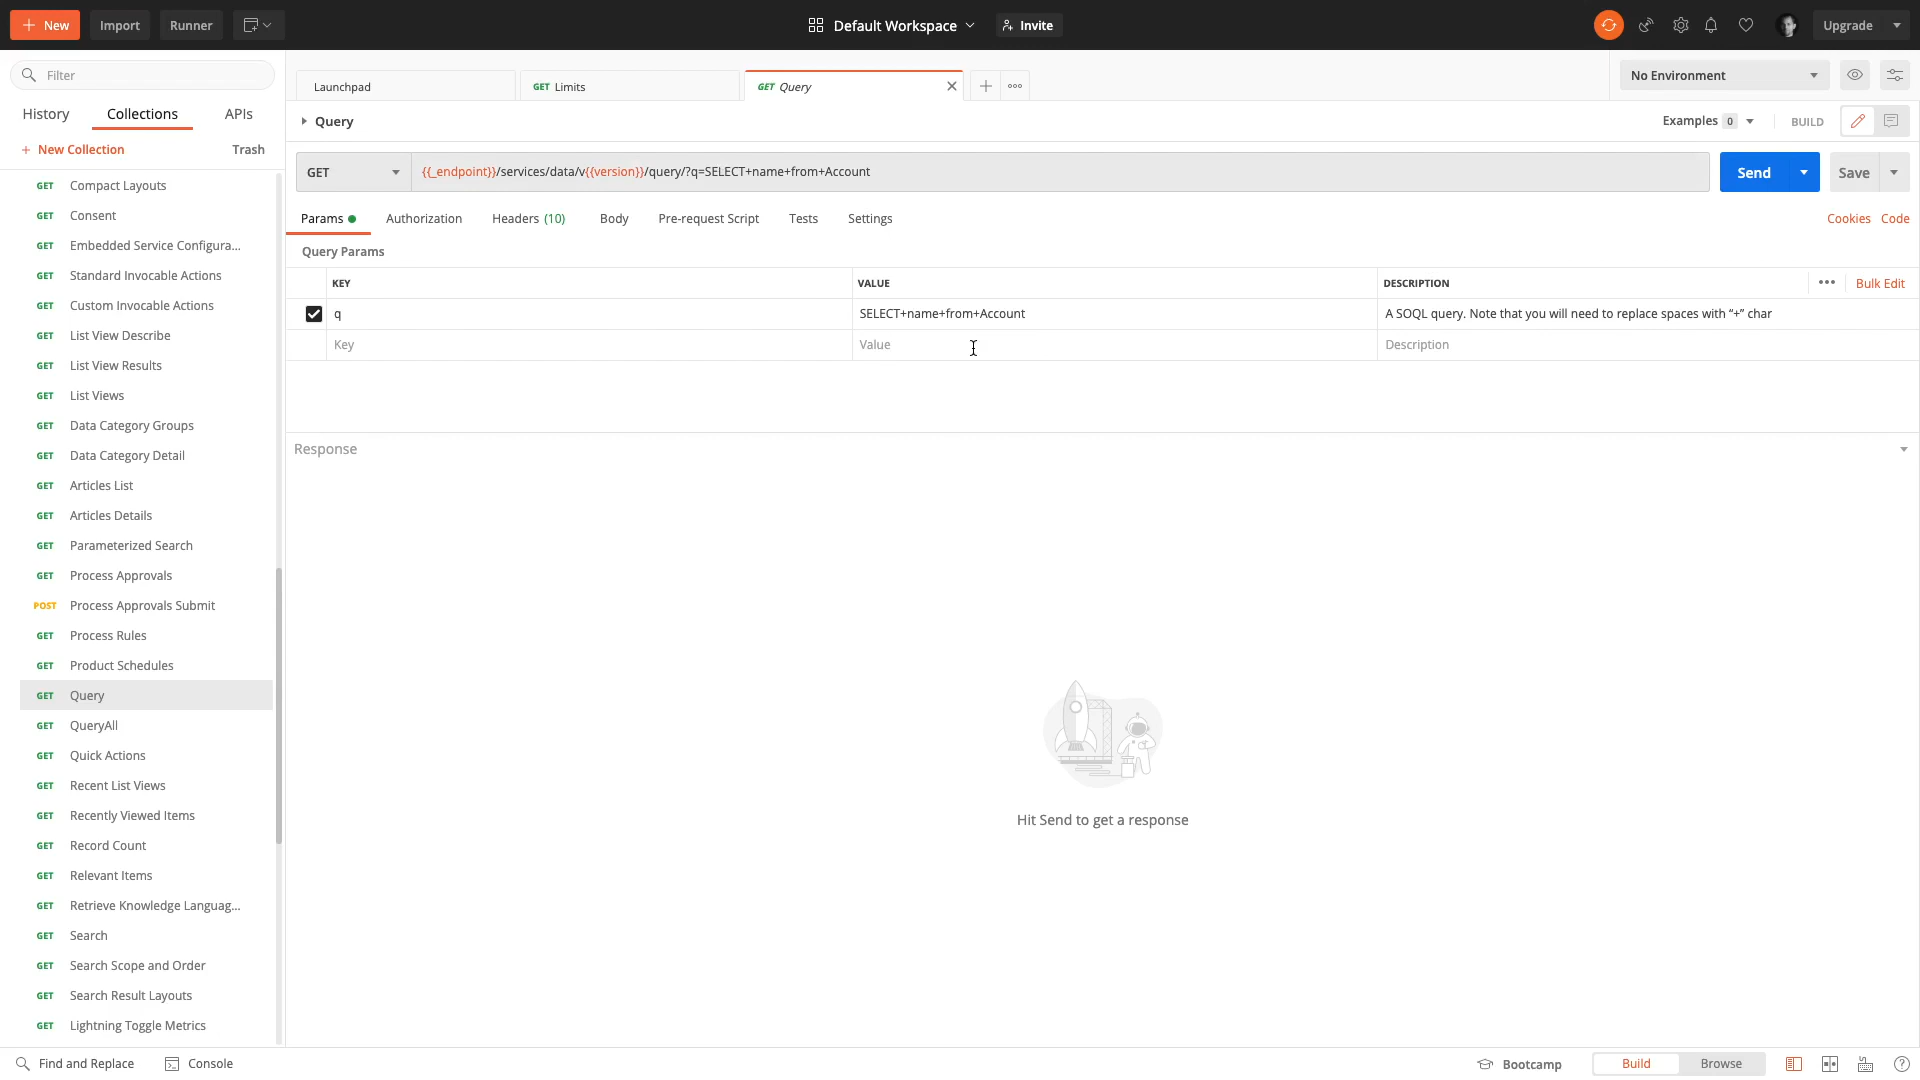 New
Import
Runner
Default Workspace
Invite
Upgrade
Filter
Launchpad
GET Limits
GET Query
No Environment
History
Collections
APIs
Query
Examples 0
BUILD
New Collection
Trash
GET
{{_endpoint}}/services/data/v{{version}}/query/?q=SELECT+name+from+Account
Send
Save
Params
Authorization
Headers (10)
Body
Pre-request Script
Tests
Settings
Cookies
Code
Query Params
KEY
VALUE
DESCRIPTION
Bulk Edit
q
SELECT+name+from+Account
A SOQL query. Note that you will need to replace spaces with “+” char
Key
Value
Description
Response
Hit Send to get a response
GET Compact Layouts
GET Consent
GET Embedded Service Configura...
GET Standard Invocable Actions
GET Custom Invocable Actions
GET List View Describe
GET List View Results
GET List Views
GET Data Category Groups
GET Data Category Detail
GET Articles List
GET Articles Details
GET Parameterized Search
GET Process Approvals
POST Process Approvals Submit
GET Process Rules
GET Product Schedules
GET Query
GET QueryAll
GET Quick Actions
GET Recent List Views
GET Recently Viewed Items
GET Record Count
GET Relevant Items
GET Retrieve Knowledge Languag...
GET Search
GET Search Scope and Order
GET Search Result Layouts
GET Lightning Toggle Metrics
Find and Replace
Console
Bootcamp
Build
Browse